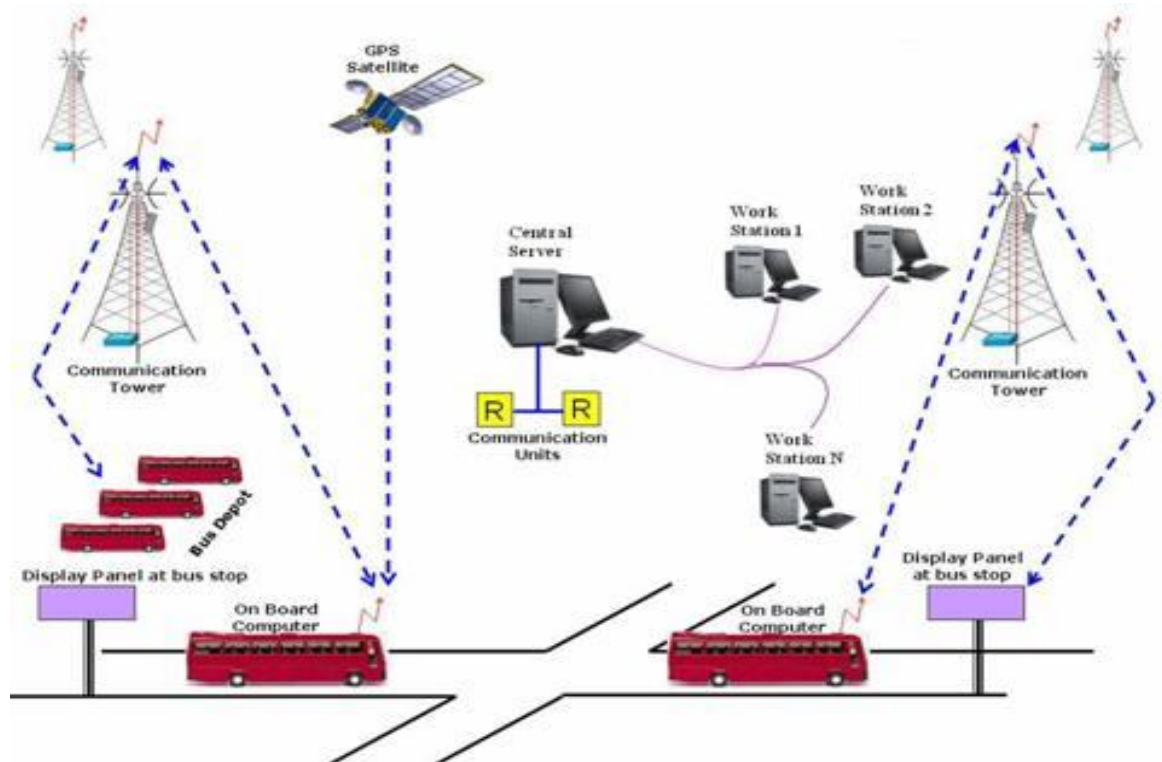 GPS
Satellite
Work
Station 1
Work
Station 2
Central
Server
Communication
Tower
Communication
Tower
R
R
Communication
Units
Work
Station N
Bus Depot
Display Panel at bus stop
Display Panel
at bus stop
On Board
Computer
On Board
Computer